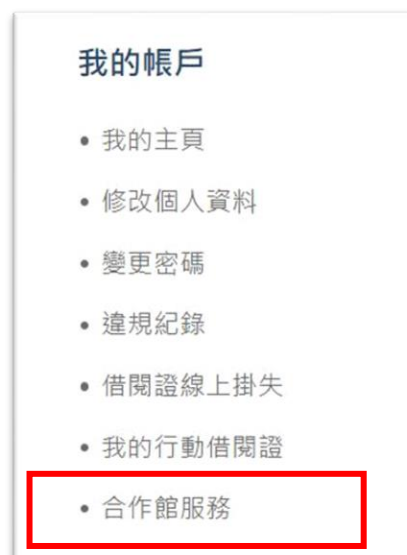 我的帳戶
• 我的主頁
• 修改個人資料
• 變更密碼
• 違規紀錄
• 借閱證線上掛失
• 我的行動借閱證
• 合作館服務